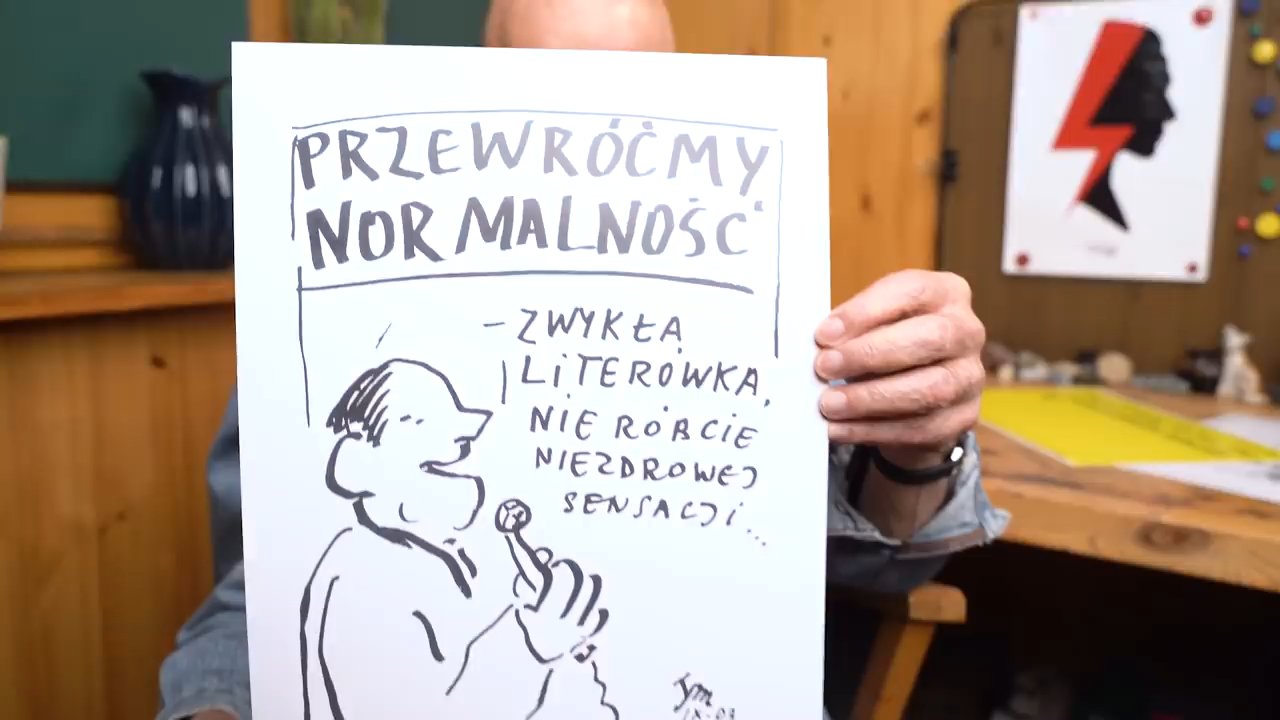 PRZEWRÓĆMY
NORMALNOŚĆ
– ZWYKŁA
LITERÓWKA,
NIE RÓBCIE
NIEZDROWEJ
SENSACJI...